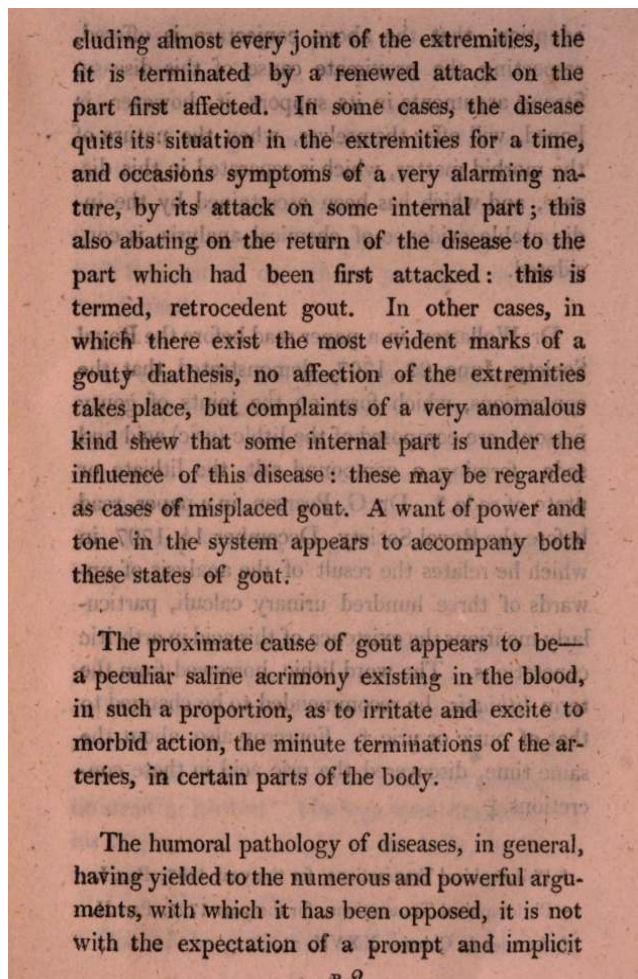 cluding almost every joint of the extremities, the
fit is terminated by a renewed attack on the
part first affected. In some cases, the disease
quits its situation in the extremities for a time,
and occasions symptoms of a very alarming na-
ture, by its attack on some internal part; this
also abating on the return of the disease to the
part which had been first attacked: this is
termed, retrocedent gout. In other cases, in
which there exist the most evident marks of a
gouty diathesis, no affection of the extremities
takes place, but complaints of a very anomalous
kind shew that some internal part is under the
influence of this disease: these may be regarded
as cases of misplaced gout. A want of power and
tone in the system appears to accompany both
these states of gout.
The proximate cause of gout appears to be—
a peculiar saline acrimony existing in the blood,
in such a proportion, as to irritate and excite to
morbid action, the minute terminations of the ar-
teries, in certain parts of the body.
The humoral pathology of diseases, in general,
having yielded to the numerous and powerful argu-
ments, with which it has been opposed, it is not
with the expectation of a prompt and implicit